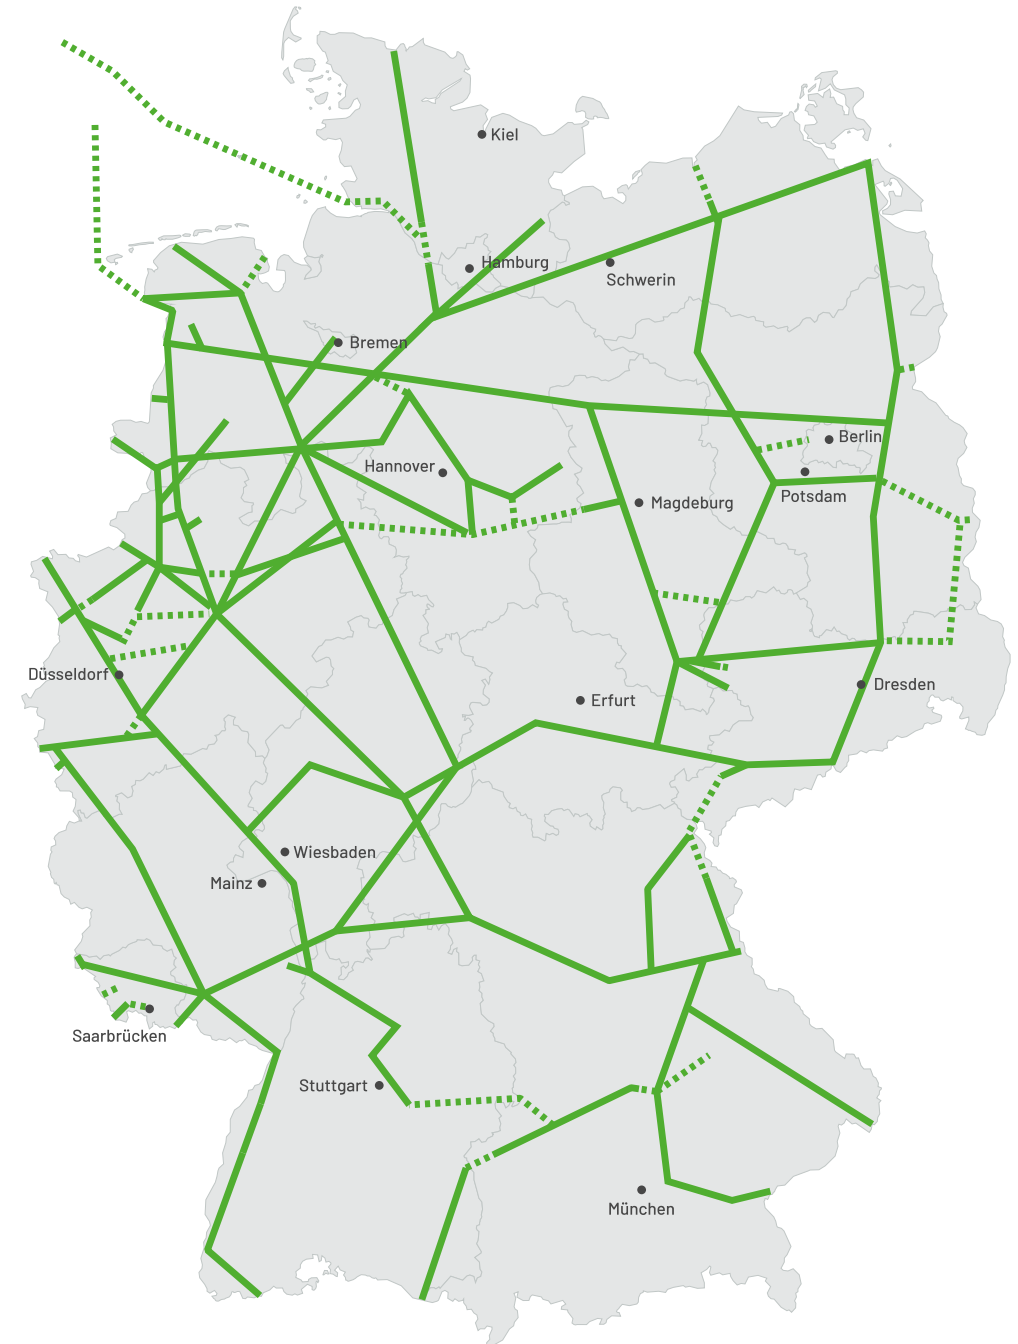 Kiel
Hamburg
Schwerin
Bremen
Berlin
Hannover
Potsdam
Magdeburg
Düsseldorf
Erfurt
Dresden
Wiesbaden
Mainz
Saarbrücken
Stuttgart
München